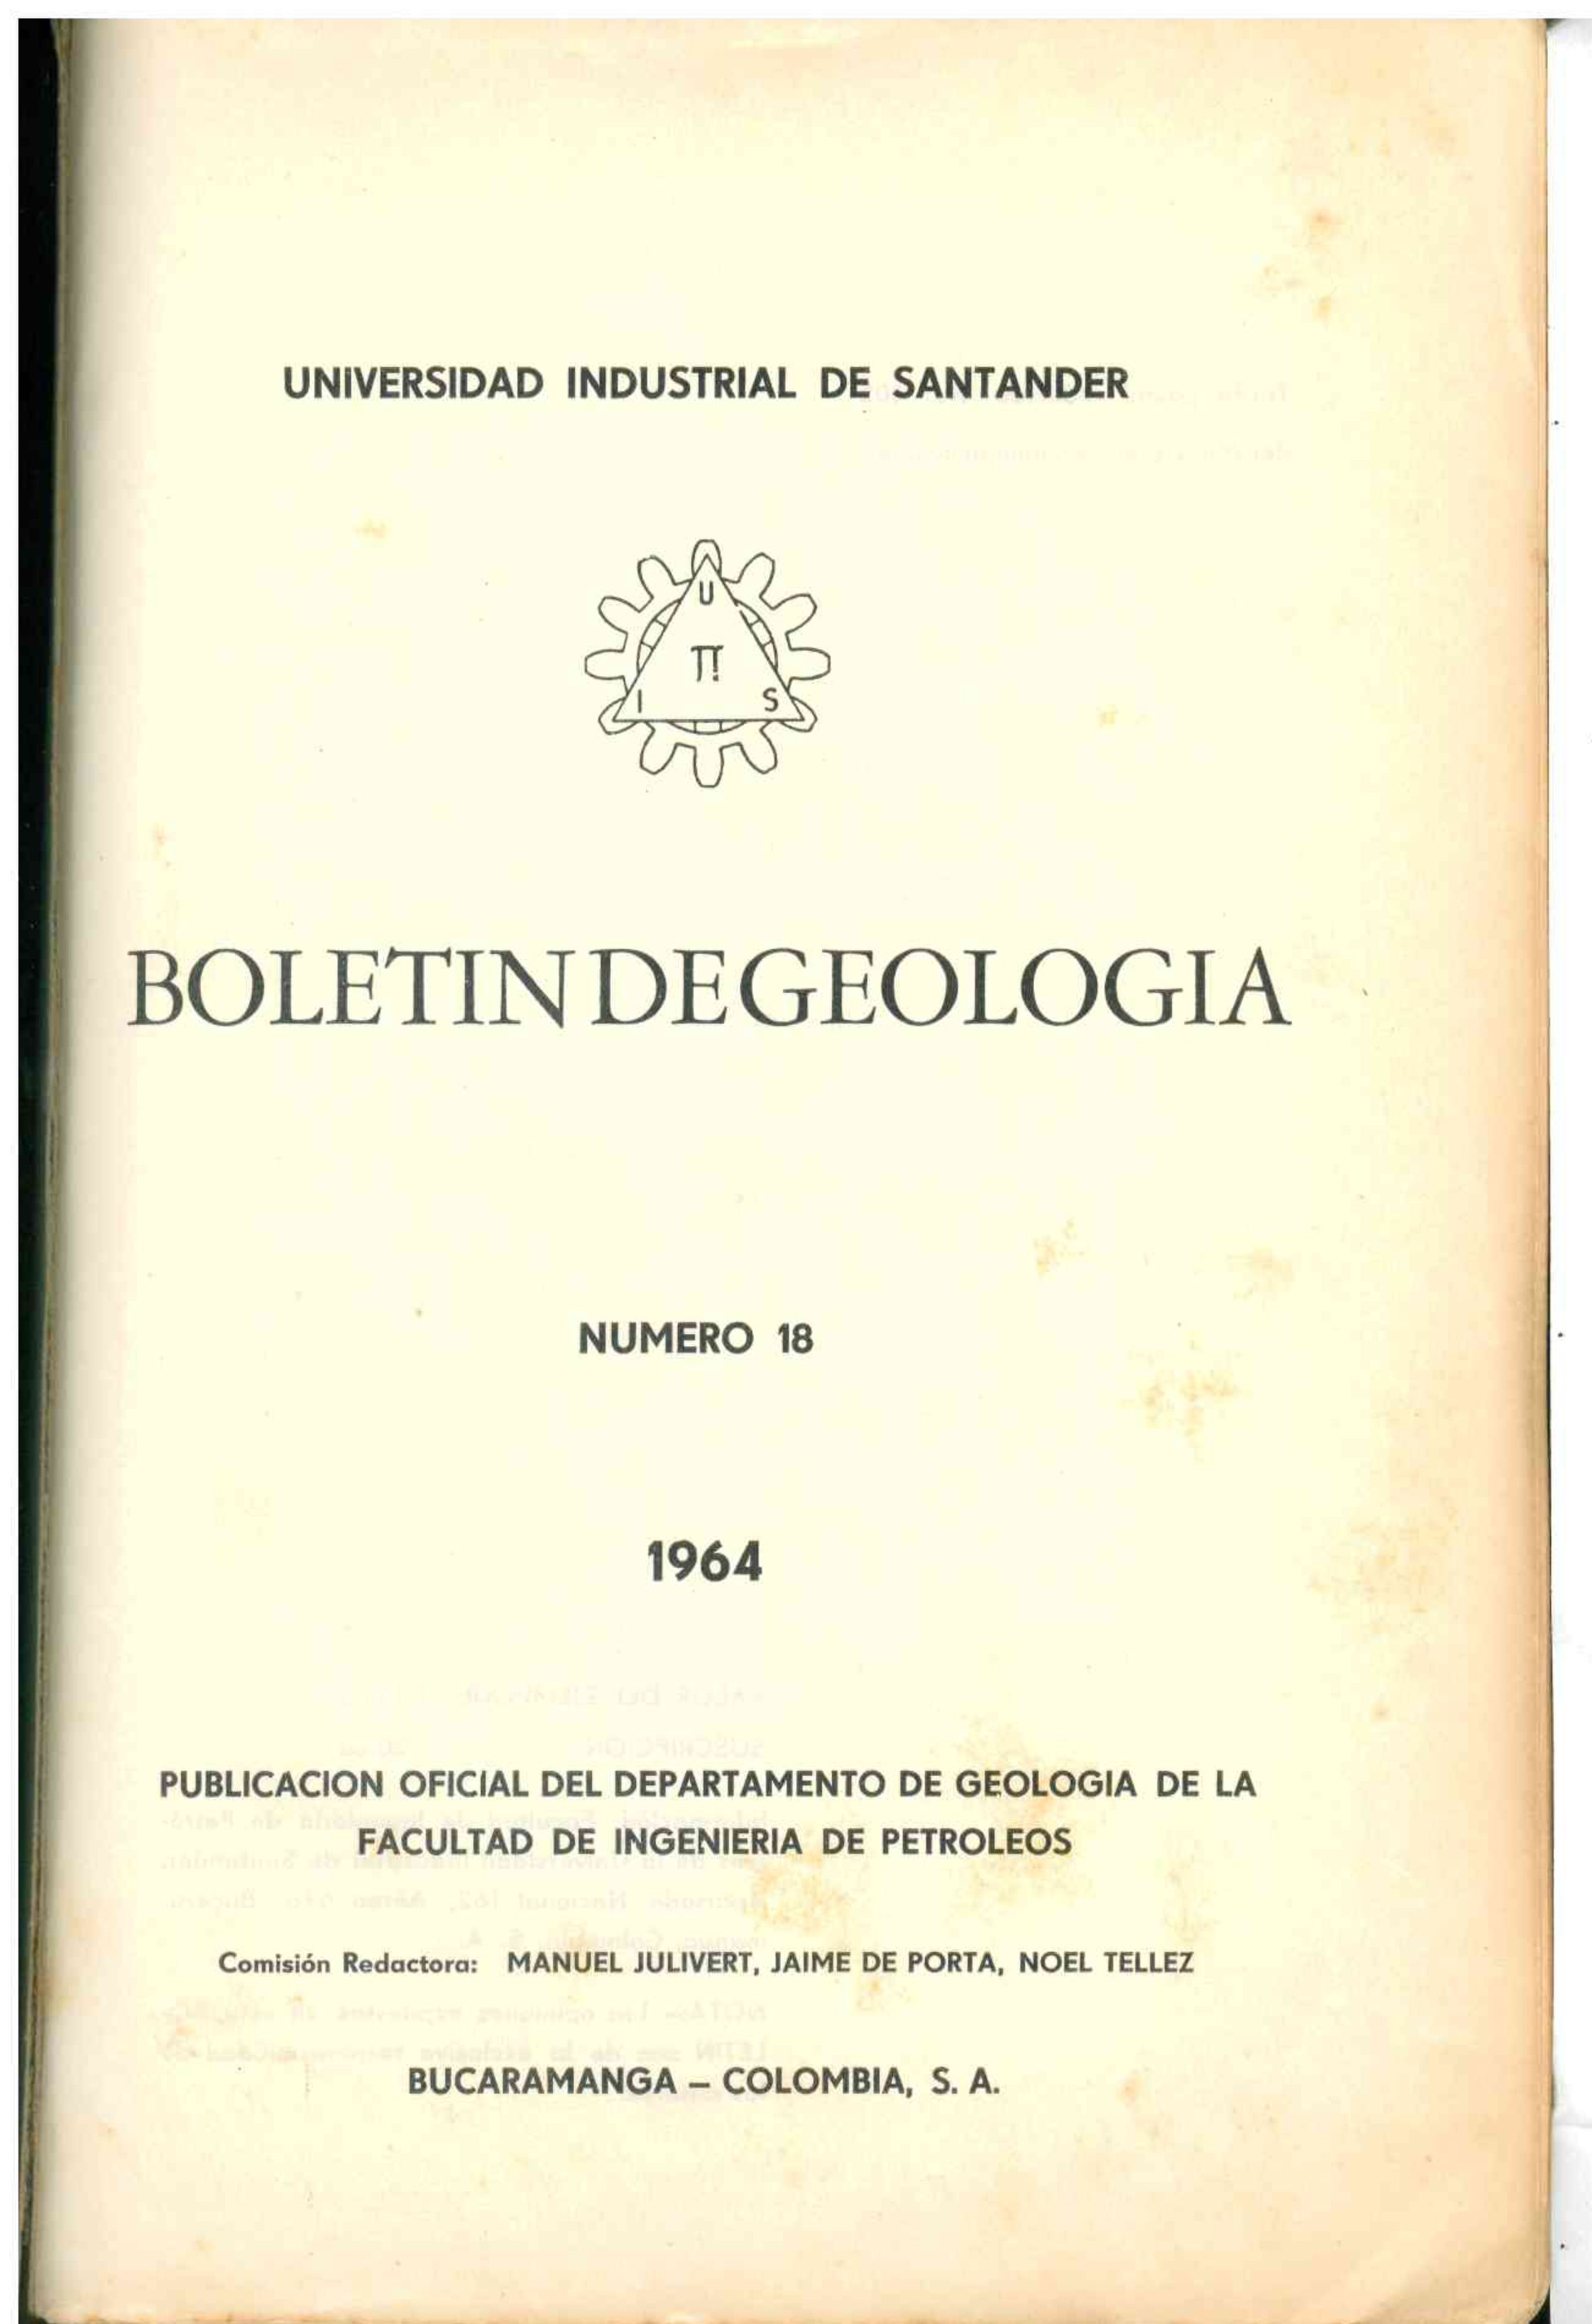 UNIVERSIDAD INDUSTRIAL DE SANTANDER
U
π
I S
BOLETIN DE GEOLOGIA
NUMERO 18
1964
PUBLICACION OFICIAL DEL DEPARTAMENTO DE GEOLOGIA DE LA
FACULTAD DE INGENIERIA DE PETROLEOS
Comisión Redactora: MANUEL JULIVERT, JAIME DE PORTA, NOEL TELLEZ
BUCARAMANGA – COLOMBIA, S. A.